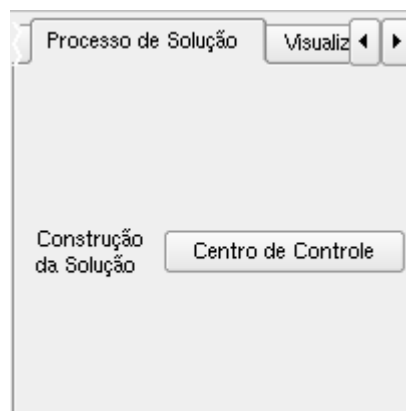 Processo de Solução
Visualiz
Construção
da Solução
Centro de Controle